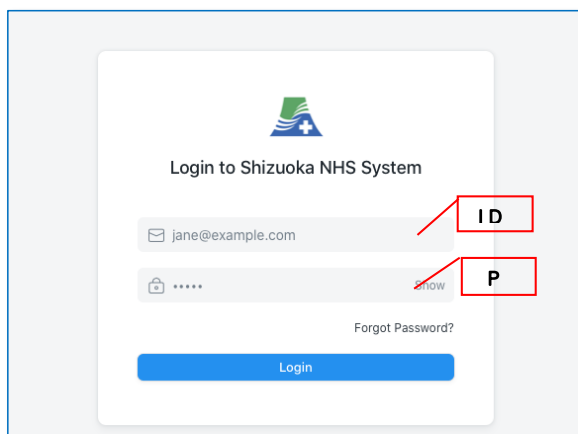 Login to Shizuoka NHS System
ID
jane@example.com
P
Show
Forgot Password?
Login